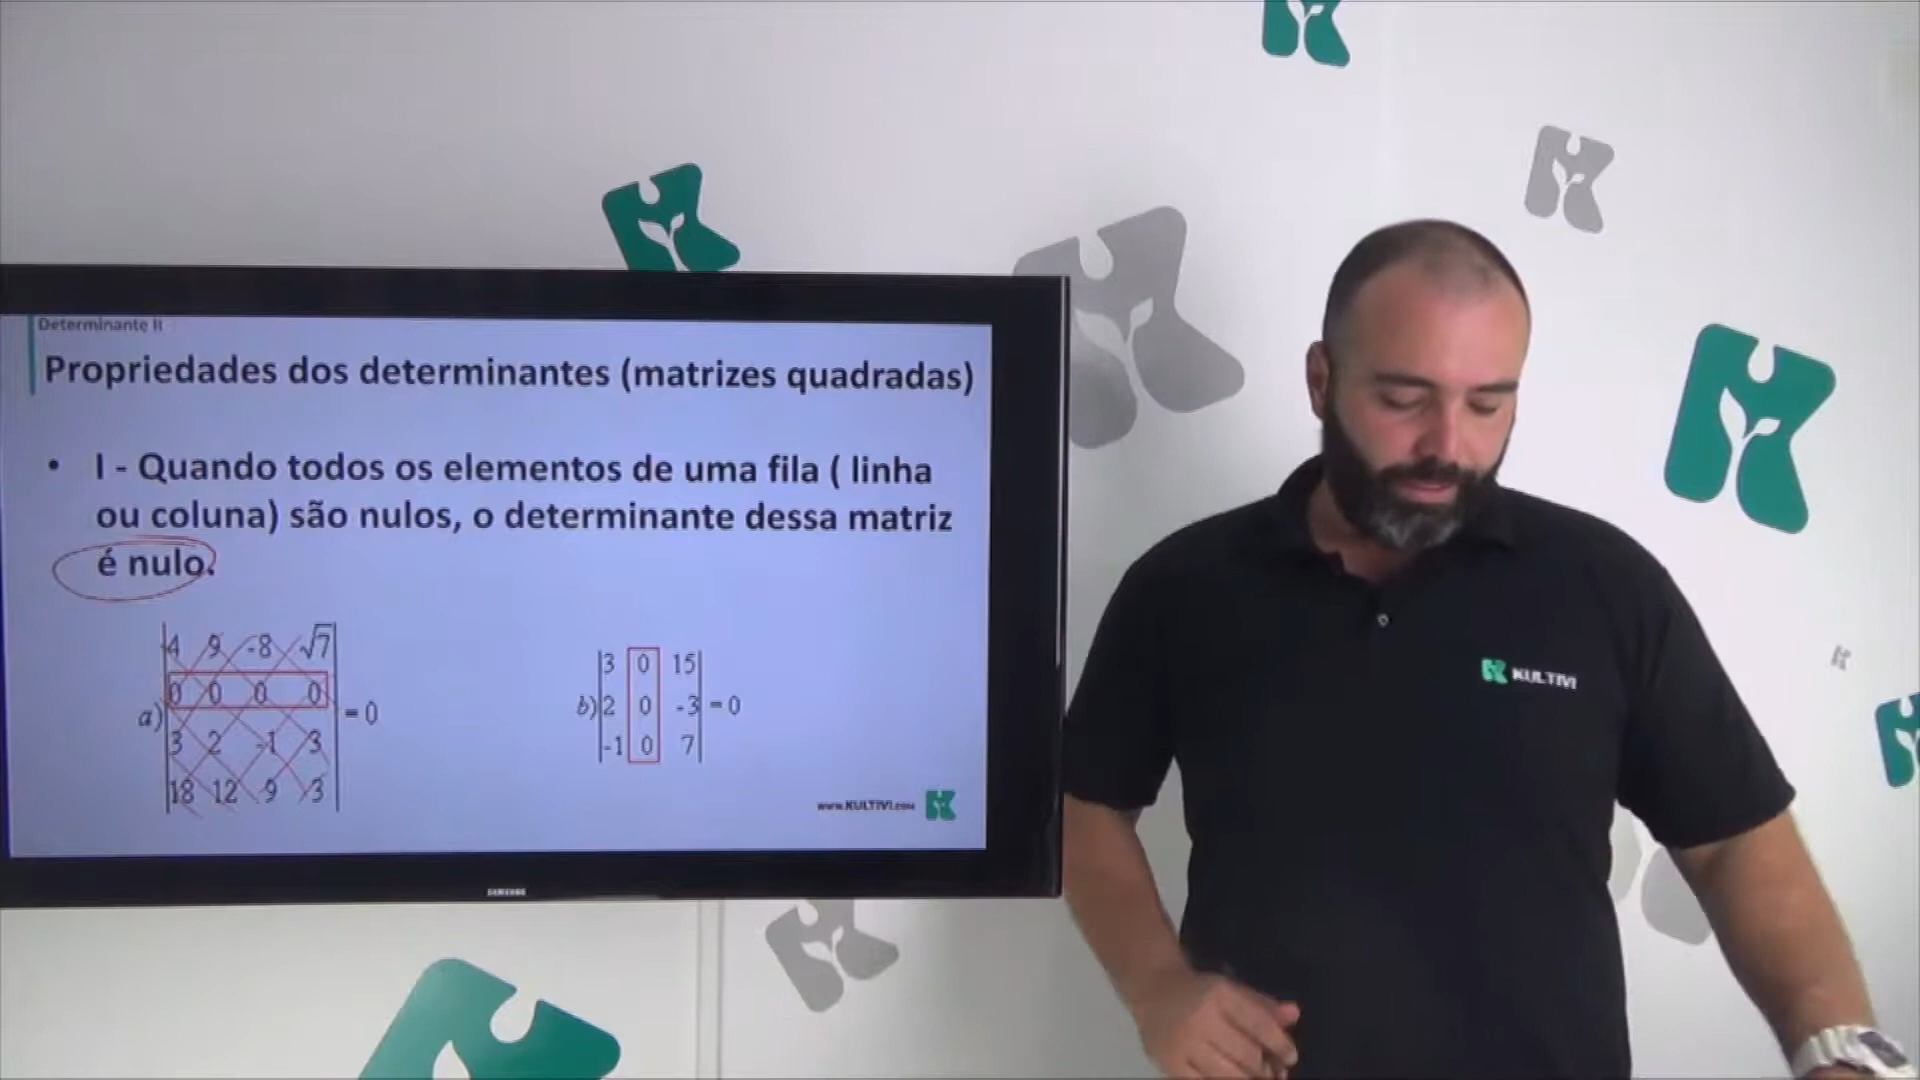 Determinante II
Propriedades dos determinantes (matrizes quadradas)
• I - Quando todos os elementos de uma fila ( linha
ou coluna) são nulos, o determinante dessa matriz
é nulo.
4 9 -8 √7
0 0 0 0
a) = 0
3 2 -1 3
18 12 9 3
3 0 15
b) 2 0 -3 = 0
-1 0 7
www.KULTIVI.com
SAMSUNG
KULTIVI